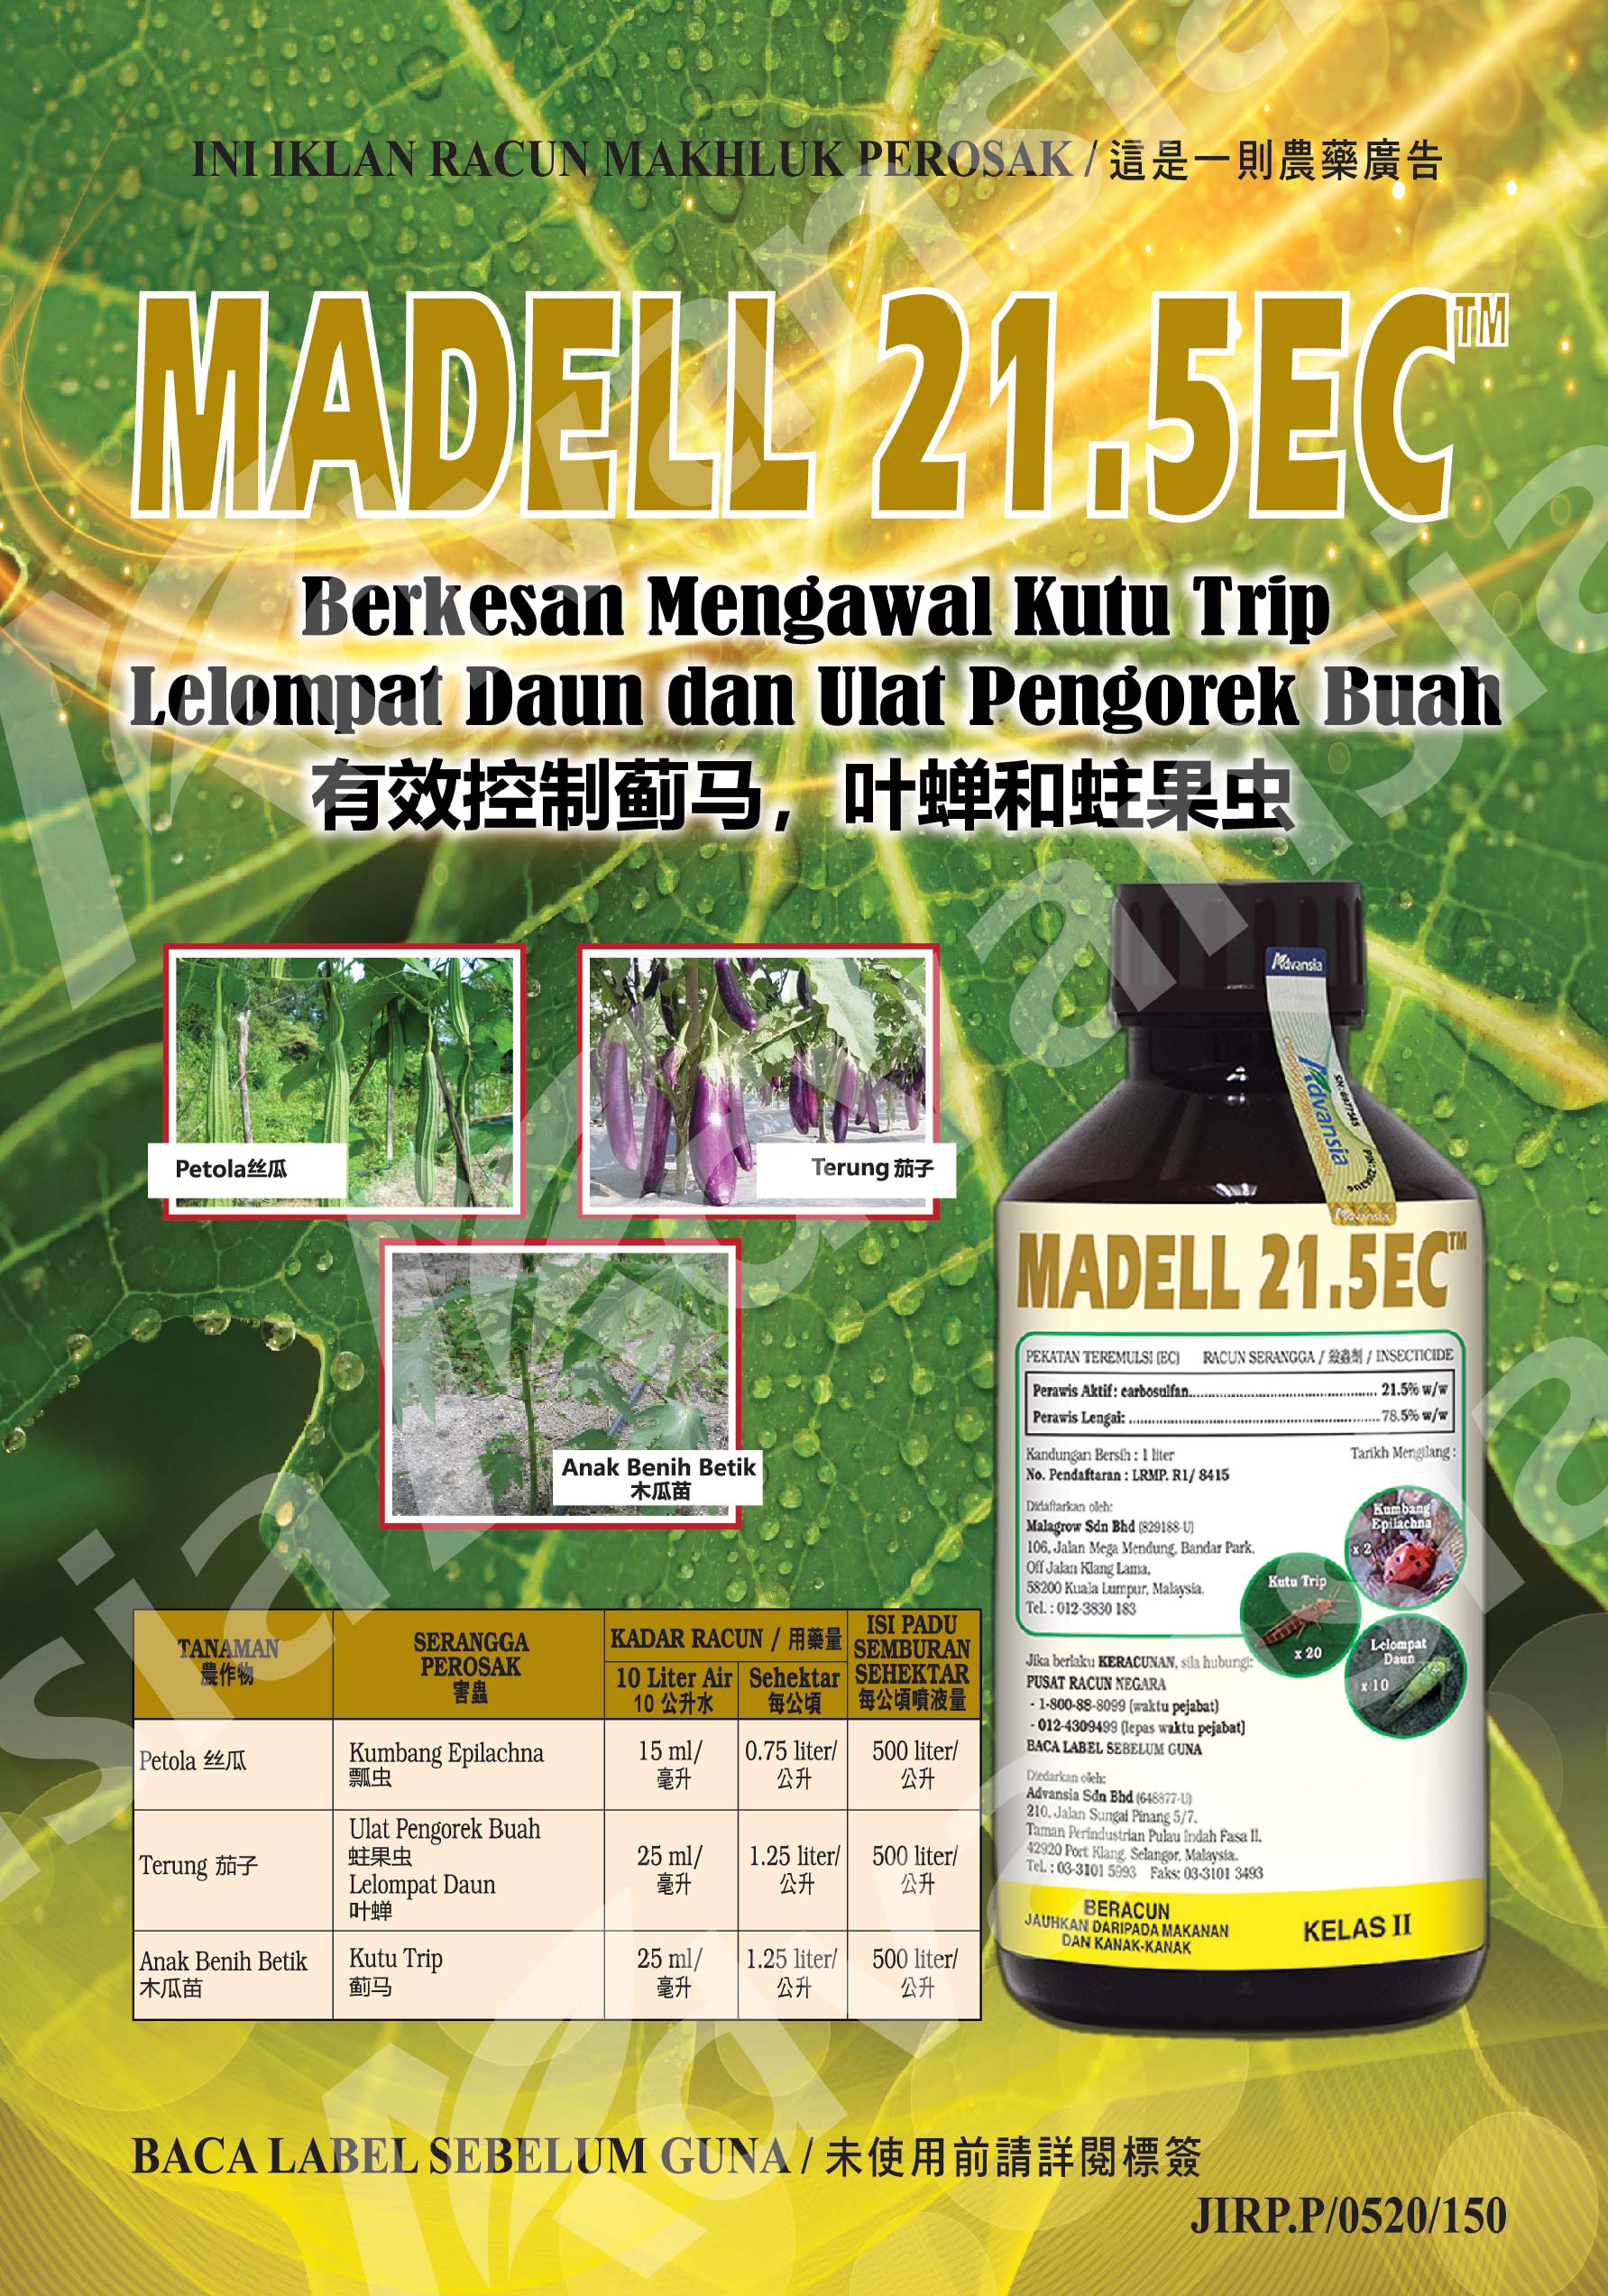 INI IKLAN RACUN MAKHLUK PEROSAK / 這是一則農藥廣告
MADELL 21.5EC™
Berkesan Mengawal Kutu Trip
Lelompat Daun dan Ulat Pengorek Buah
有效控制蓟马，叶蝉和蛀果虫
Petola丝瓜
Terung 茄子
Anak Benih Betik
木瓜苗
Advansia
Advansia
MADELL 21.5EC™
PEKATAN TEREMULSI (EC) RACUN SERANGGA / 殺蟲劑 / INSECTICIDE
Perawis Aktif: carbosulfan.......... 21.5% w/w
Perawis Lengai: .......... 78.5% w/w
Kandungan Bersih : 1 liter Tarikh Mengilang :
No. Pendaftaran : LRMP. R1/ 8415
Didaftarkan oleh:
Malagrow Sdn Bhd (829188-U)
106, Jalan Mega Mendung, Bandar Park,
Off Jalan Klang Lama,
58200 Kuala Lumpur, Malaysia.
Tel. : 012-3830 183
Kumbang
Epilachna
x 2
Kutu Trip
x 20
Lelompat
Daun
x 10
Jika berlaku KERACUNAN, sila hubungi:
PUSAT RACUN NEGARA
- 1-800-88-8099 (waktu pejabat)
- 012-4309499 (lepas waktu pejabat)
BACA LABEL SEBELUM GUNA
Diedarkan oleh:
Advansia Sdn Bhd (648877-U)
210, Jalan Sungai Pinang 5/7,
Taman Perindustrian Pulau Indah Fasa II,
42920 Port Klang, Selangor, Malaysia.
Tel. : 03-3101 5993 Faks: 03-3101 3493
BERACUN
JAUHKAN DARIPADA MAKANAN
DAN KANAK-KANAK
KELAS II
TANAMAN
農作物
SERANGGA
PEROSAK
害蟲
KADAR RACUN / 用藥量
10 Liter Air
10 公升水
Sehektar
每公頃
ISI PADU
SEMBURAN
SEHEKTAR
每公頃噴液量
Petola 丝瓜
Kumbang Epilachna
瓢虫
15 ml/
毫升
0.75 liter/
公升
500 liter/
公升
Terung 茄子
Ulat Pengorek Buah
蛀果虫
Lelompat Daun
叶蝉
25 ml/
毫升
1.25 liter/
公升
500 liter/
公升
Anak Benih Betik
木瓜苗
Kutu Trip
蓟马
25 ml/
毫升
1.25 liter/
公升
500 liter/
公升
BACA LABEL SEBELUM GUNA / 未使用前請詳閱標簽
JIRP.P/0520/150